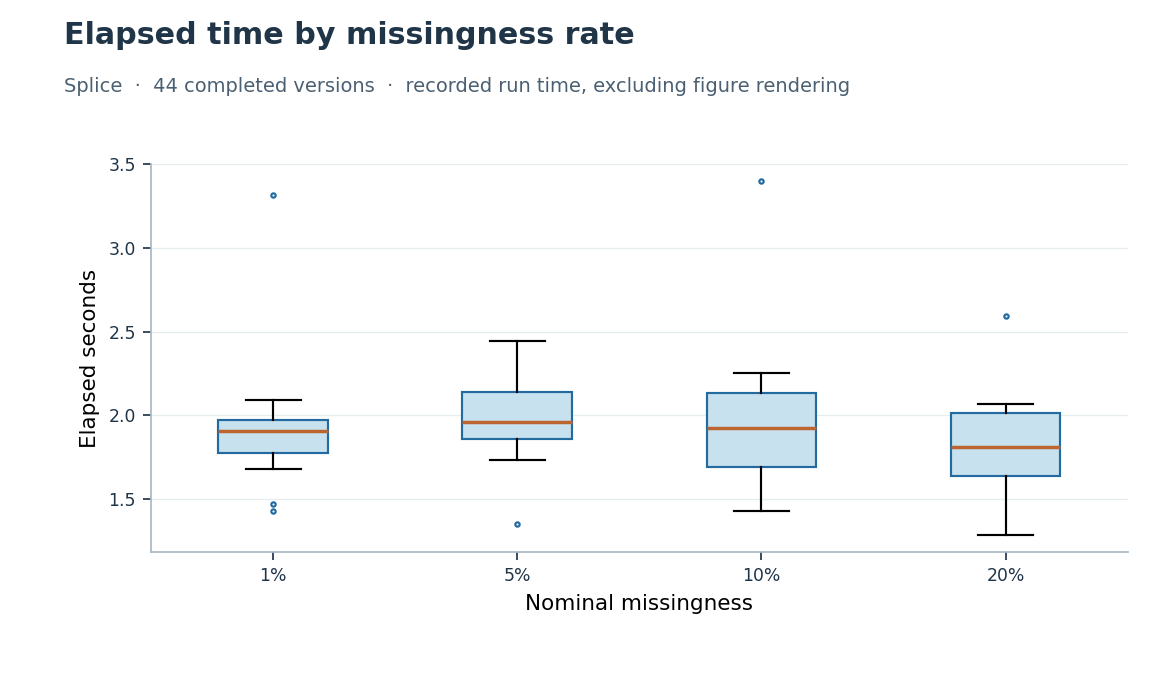 Elapsed time by missingness rate
Splice · 44 completed versions · recorded run time, excluding figure rendering
3.5
3.0
2.5
2.0
1.5
Elapsed seconds
1%
5%
10%
20%
Nominal missingness